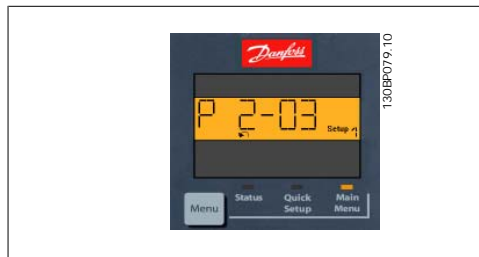 Danfoss
P 2-03
Setup 1
Status Quick Setup Main Menu
Menu
130BP079.10